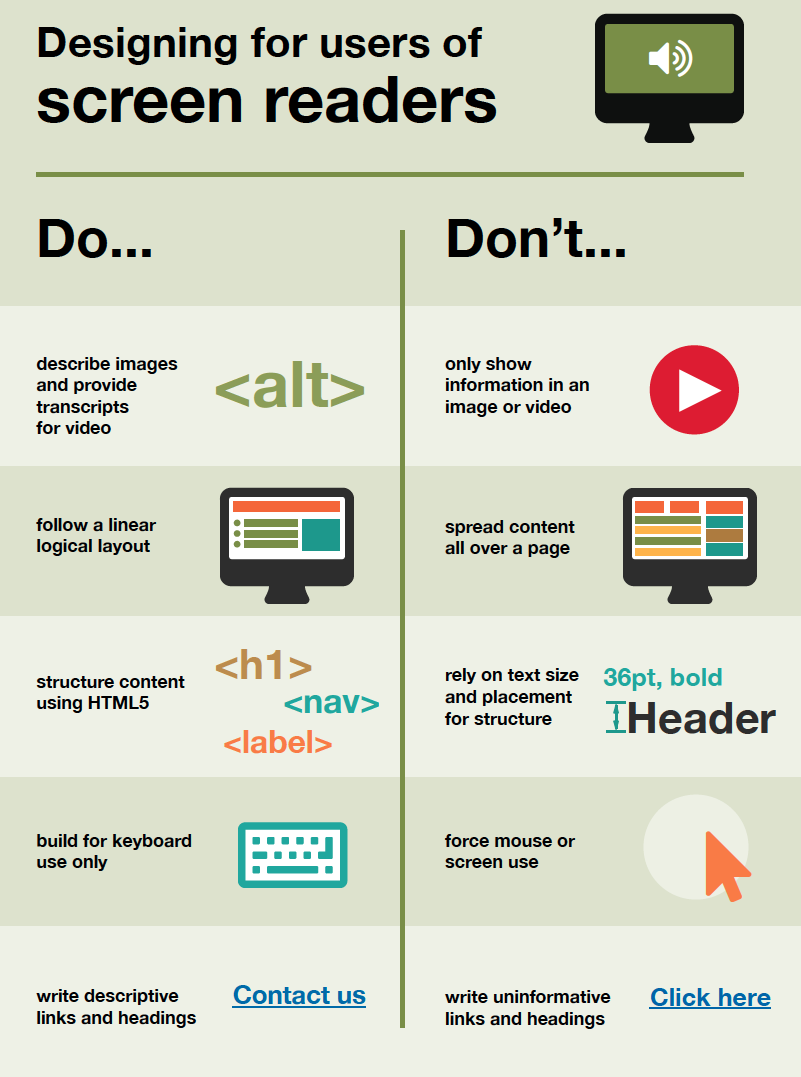 Designing for users of
screen readers
Do...
Don’t...
describe images
and provide
transcripts
for video
<alt>
only show
information in an
image or video
follow a linear
logical layout
spread content
all over a page
structure content
using HTML5
<h1>
<nav>
<label>
rely on text size
and placement
for structure
36pt, bold
Header
build for keyboard
use only
force mouse or
screen use
write descriptive
links and headings
Contact us
write uninformative
links and headings
Click here